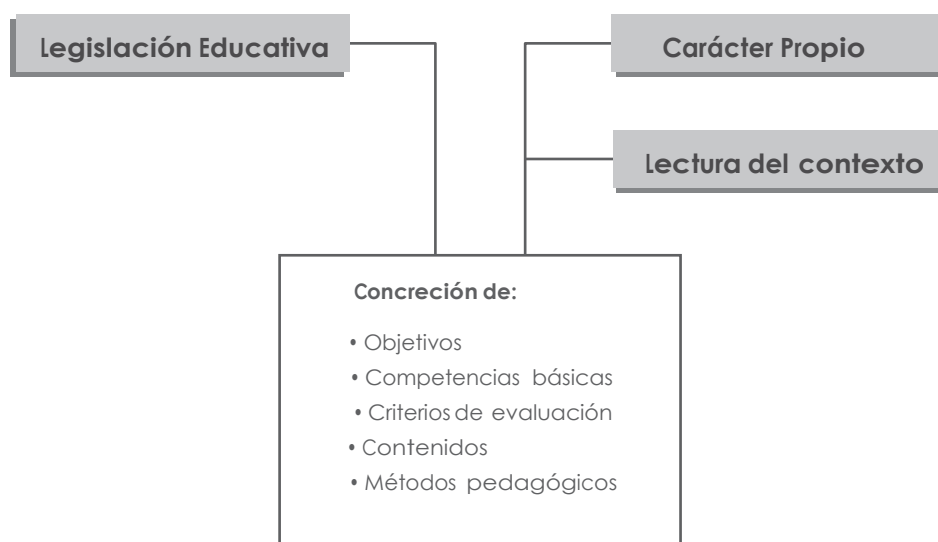 Legislación Educativa
Carácter Propio
Lectura del contexto
Concreción de:
• Objetivos
• Competencias básicas
• Criterios de evaluación
• Contenidos
• Métodos pedagógicos